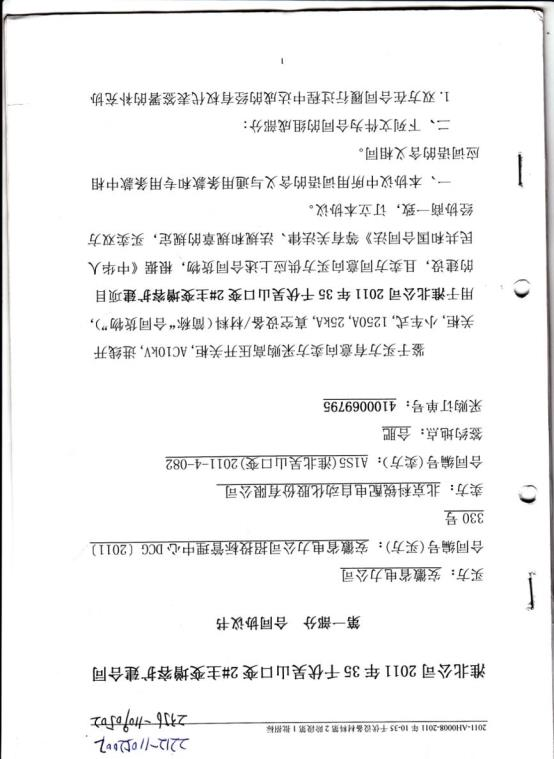 2011-AH0008-2011 年 10-35 千伏设备材料第 2 阶段第 1 批招标
淮北公司 2011 年 35 千伏吴山口变 2#主变增容扩建合同
第一部分 合同协议书
买方：安徽省电力公司
合同编号(买方)：安徽省电力公司招投标管理中心 DCG (2011)
330 号
卖方：北京科锐配电自动化股份有限公司
合同编号(卖方)：A1S5(淮北吴山口变)2011-4-082
签约地点：合肥
采购订单号：4100069795
鉴于买方有意向卖方采购高压开关柜, AC10kV, 进线开
关柜, 小车式, 1250A, 25kA, 真空设备/材料(简称“合同货物”),
用于淮北公司 2011 年 35 千伏吴山口变 2#主变增容扩建项目
的建设, 且卖方同意向买方供应上述合同货物, 根据《中华人
民共和国合同法》等有关法律、法规和规章的规定, 买卖双方
经协商一致, 订立本协议。
一、本协议中所用词语的含义与通用条款和专用条款中相
应词语的含义相同。
二、下列文件为合同的组成部分：
1. 双方在合同履行过程中达成的经有权代表签署的补充协
1